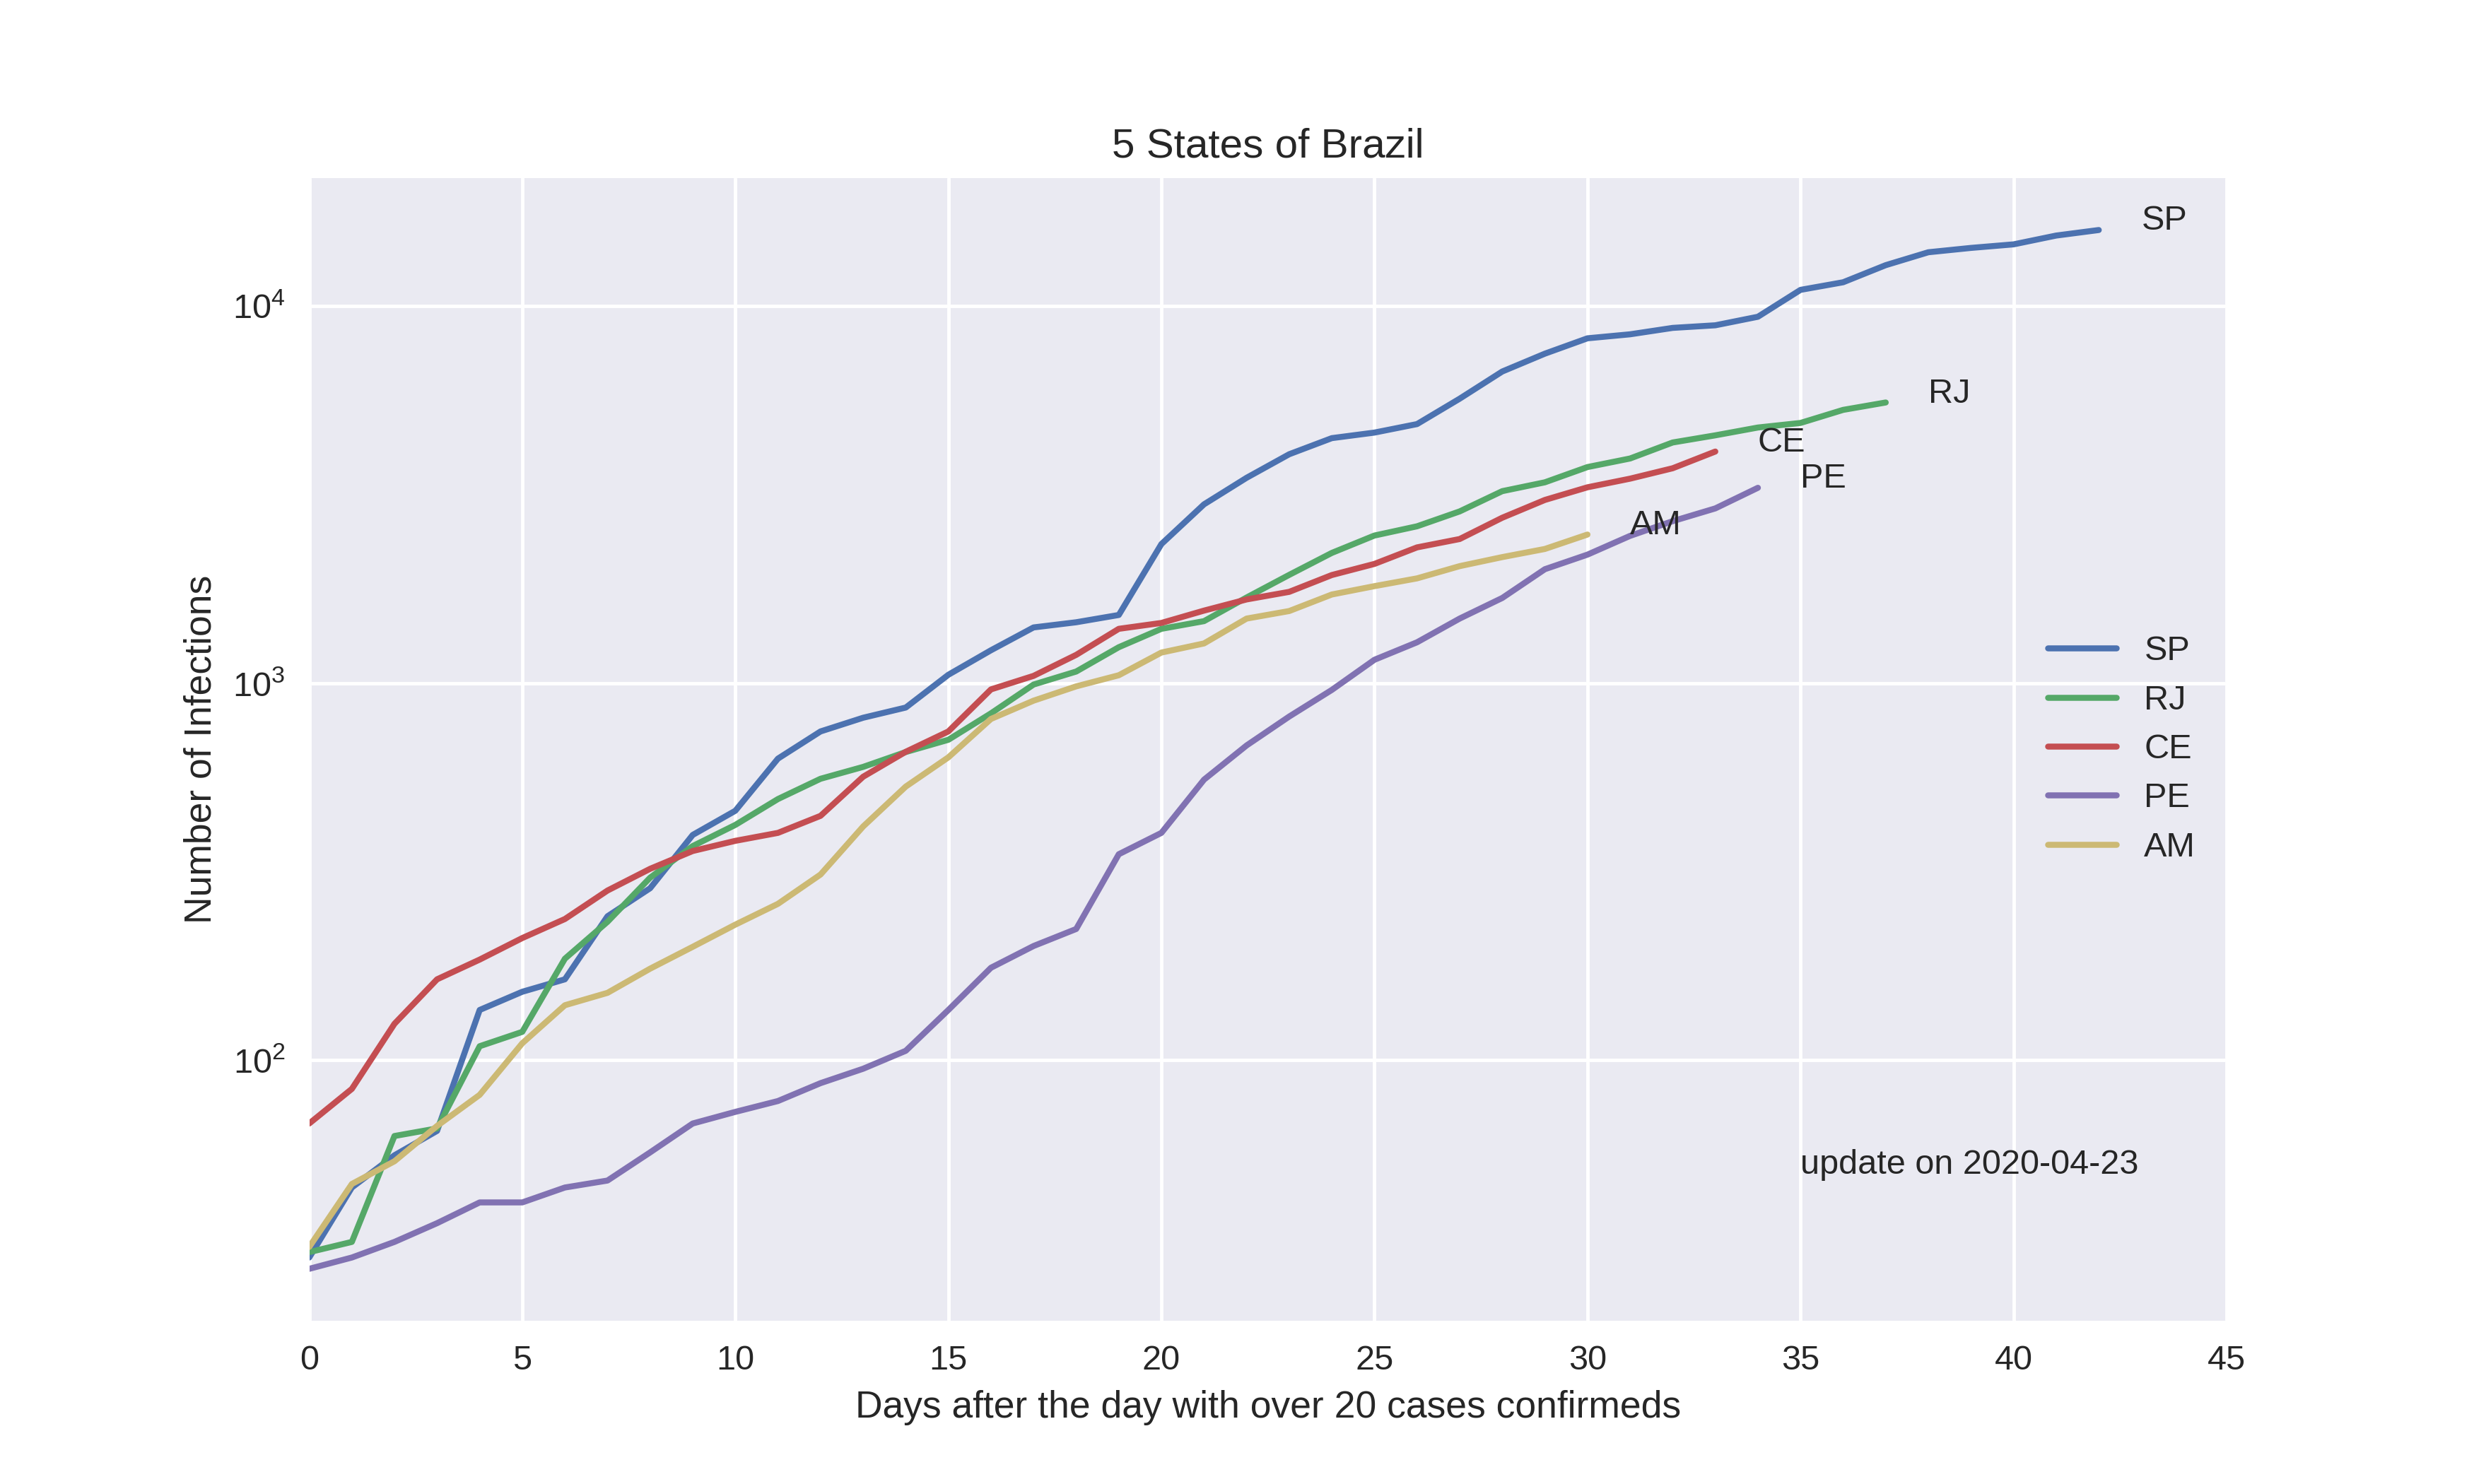 5 States of Brazil
SP
10⁴
RJ
CE
PE
AM
Number of Infections
SP
10³
RJ
CE
PE
AM
10²
update on 2020-04-23
0 5 10 15 20 25 30 35 40 45
Days after the day with over 20 cases confirmeds